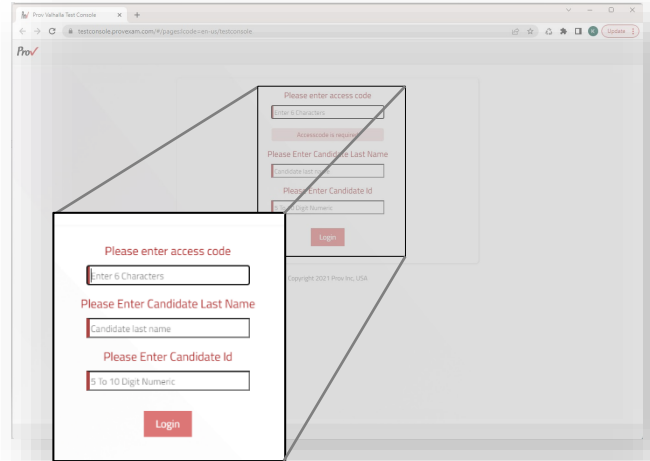 Prov Valhalla Test Console
testconsole.provexam.com/#/pages?code=en-us/testconsole
Update
Prov
Please enter access code
Enter 6 Characters
Accesscode is required
Please Enter Candidate Last Name
Candidate last name
Please Enter Candidate Id
5 To 10 Digit Numeric
Login
Copyright 2021 Prov Inc, USA
Please enter access code
Enter 6 Characters
Please Enter Candidate Last Name
Candidate last name
Please Enter Candidate Id
5 To 10 Digit Numeric
Login